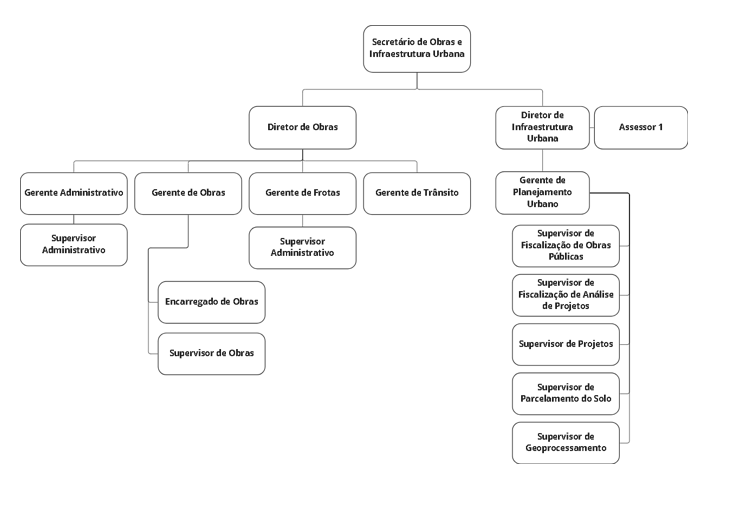 Secretário de Obras e
Infraestrutura Urbana
Diretor de Obras
Diretor de
Infraestrutura
Urbana
Assessor 1
Gerente Administrativo
Gerente de Obras
Gerente de Frotas
Gerente de Trânsito
Gerente de
Planejamento
Urbano
Supervisor
Administrativo
Supervisor
Administrativo
Encarregado de Obras
Supervisor de Obras
Supervisor de
Fiscalização de Obras
Públicas
Supervisor de
Fiscalização de Análise
de Projetos
Supervisor de Projetos
Supervisor de
Parcelamento do Solo
Supervisor de
Geoprocessamento